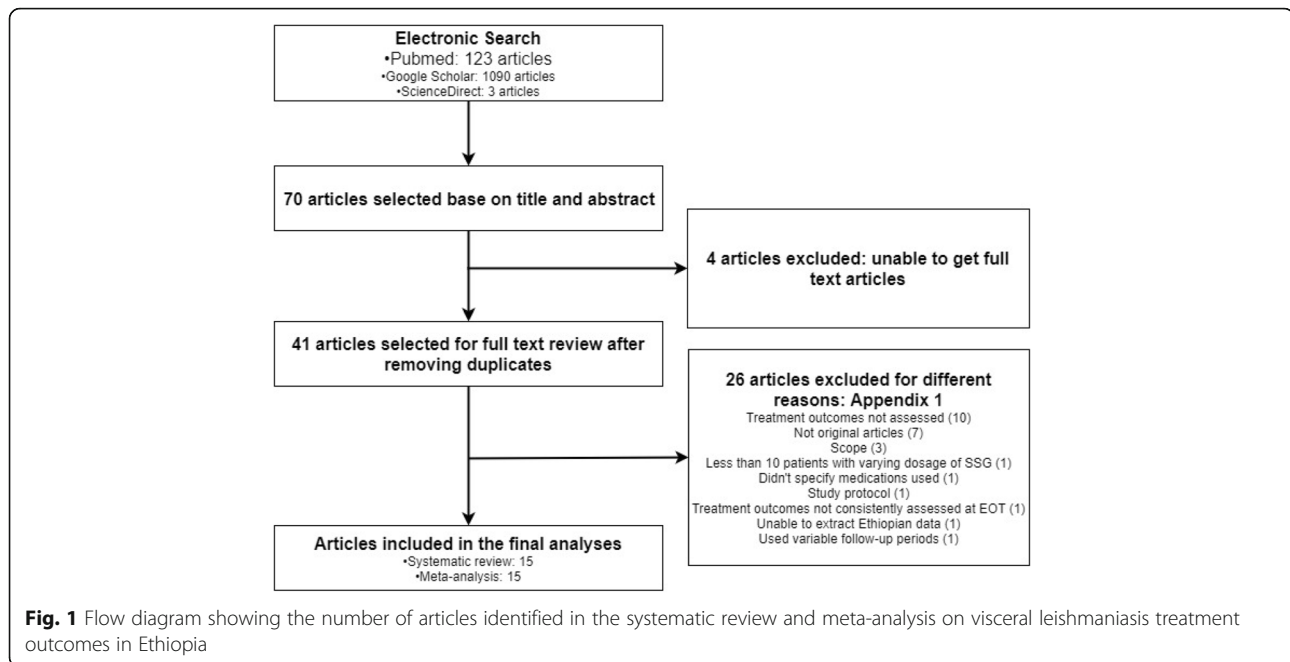 Electronic Search
•Pubmed: 123 articles
•Google Scholar: 1090 articles
•ScienceDirect: 3 articles
70 articles selected base on title and abstract
4 articles excluded: unable to get full
text articles
41 articles selected for full text review after
removing duplicates
26 articles excluded for different
reasons: Appendix 1
Treatment outcomes not assessed (10)
Not original articles (7)
Scope (3)
Less than 10 patients with varying dosage of SSG (1)
Didn't specify medications used (1)
Study protocol (1)
Treatment outcomes not consistently assessed at EOT (1)
Unable to extract Ethiopian data (1)
Used variable follow-up periods (1)
Articles included in the final analyses
•Systematic review: 15
•Meta-analysis: 15
Fig. 1 Flow diagram showing the number of articles identified in the systematic review and meta-analysis on visceral leishmaniasis treatment
outcomes in Ethiopia